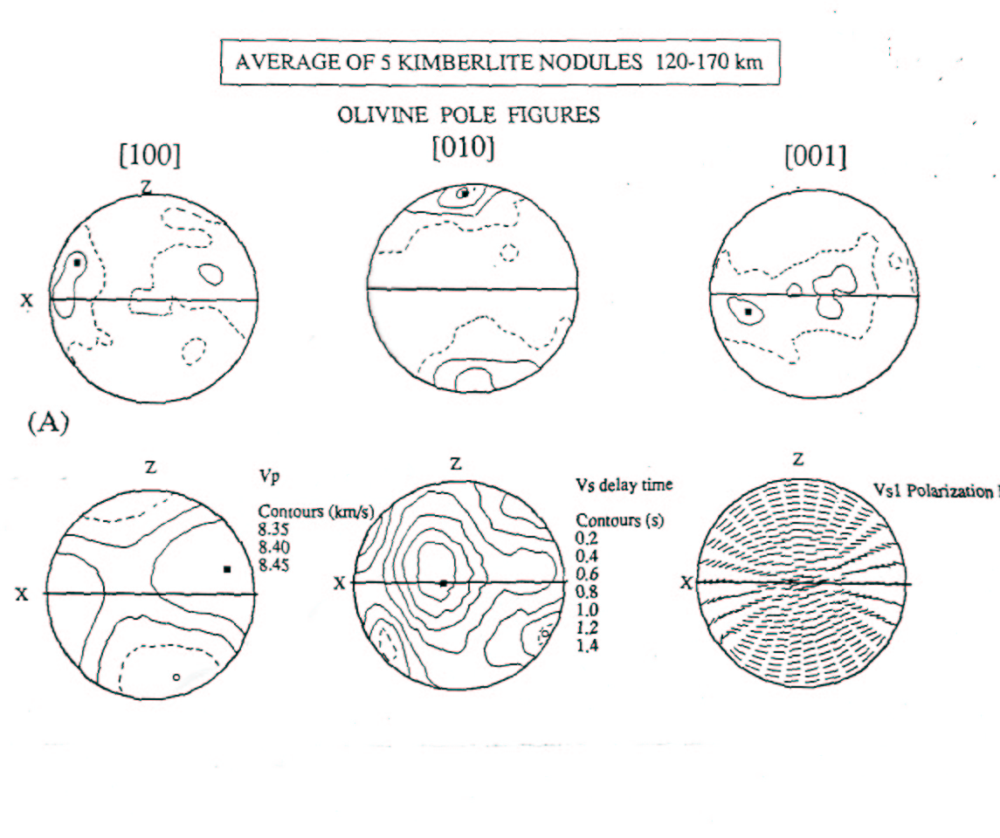 AVERAGE OF 5 KIMBERLITE NODULES 120-170 km
OLIVINE POLE FIGURES
[100]
[010]
[001]
Z
X
(A)
Z
X
Vp
Contours (km/s)
8.35
8.40
8.45
Z
X
Vs delay time
Contours (s)
0.2
0.4
0.6
0.8
1.0
1.2
1.4
Z
X
Vs1 Polarization